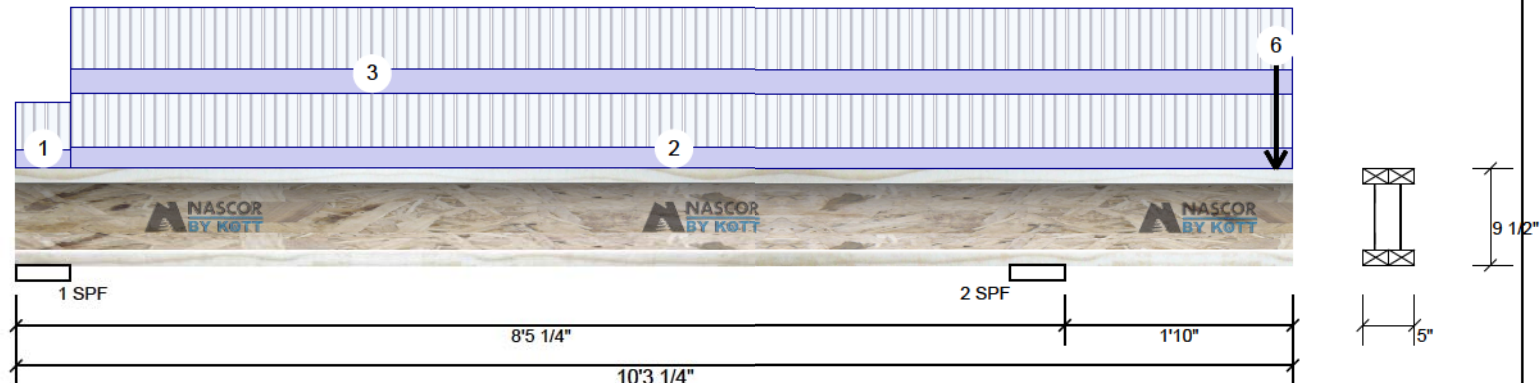 6
3
1
2
NASCOR
BY KOTT
NASCOR
BY KOTT
NASCOR
BY KOTT
9 1/2"
1 SPF
2 SPF
8'5 1/4"
1'10"
5"
10'3 1/4"